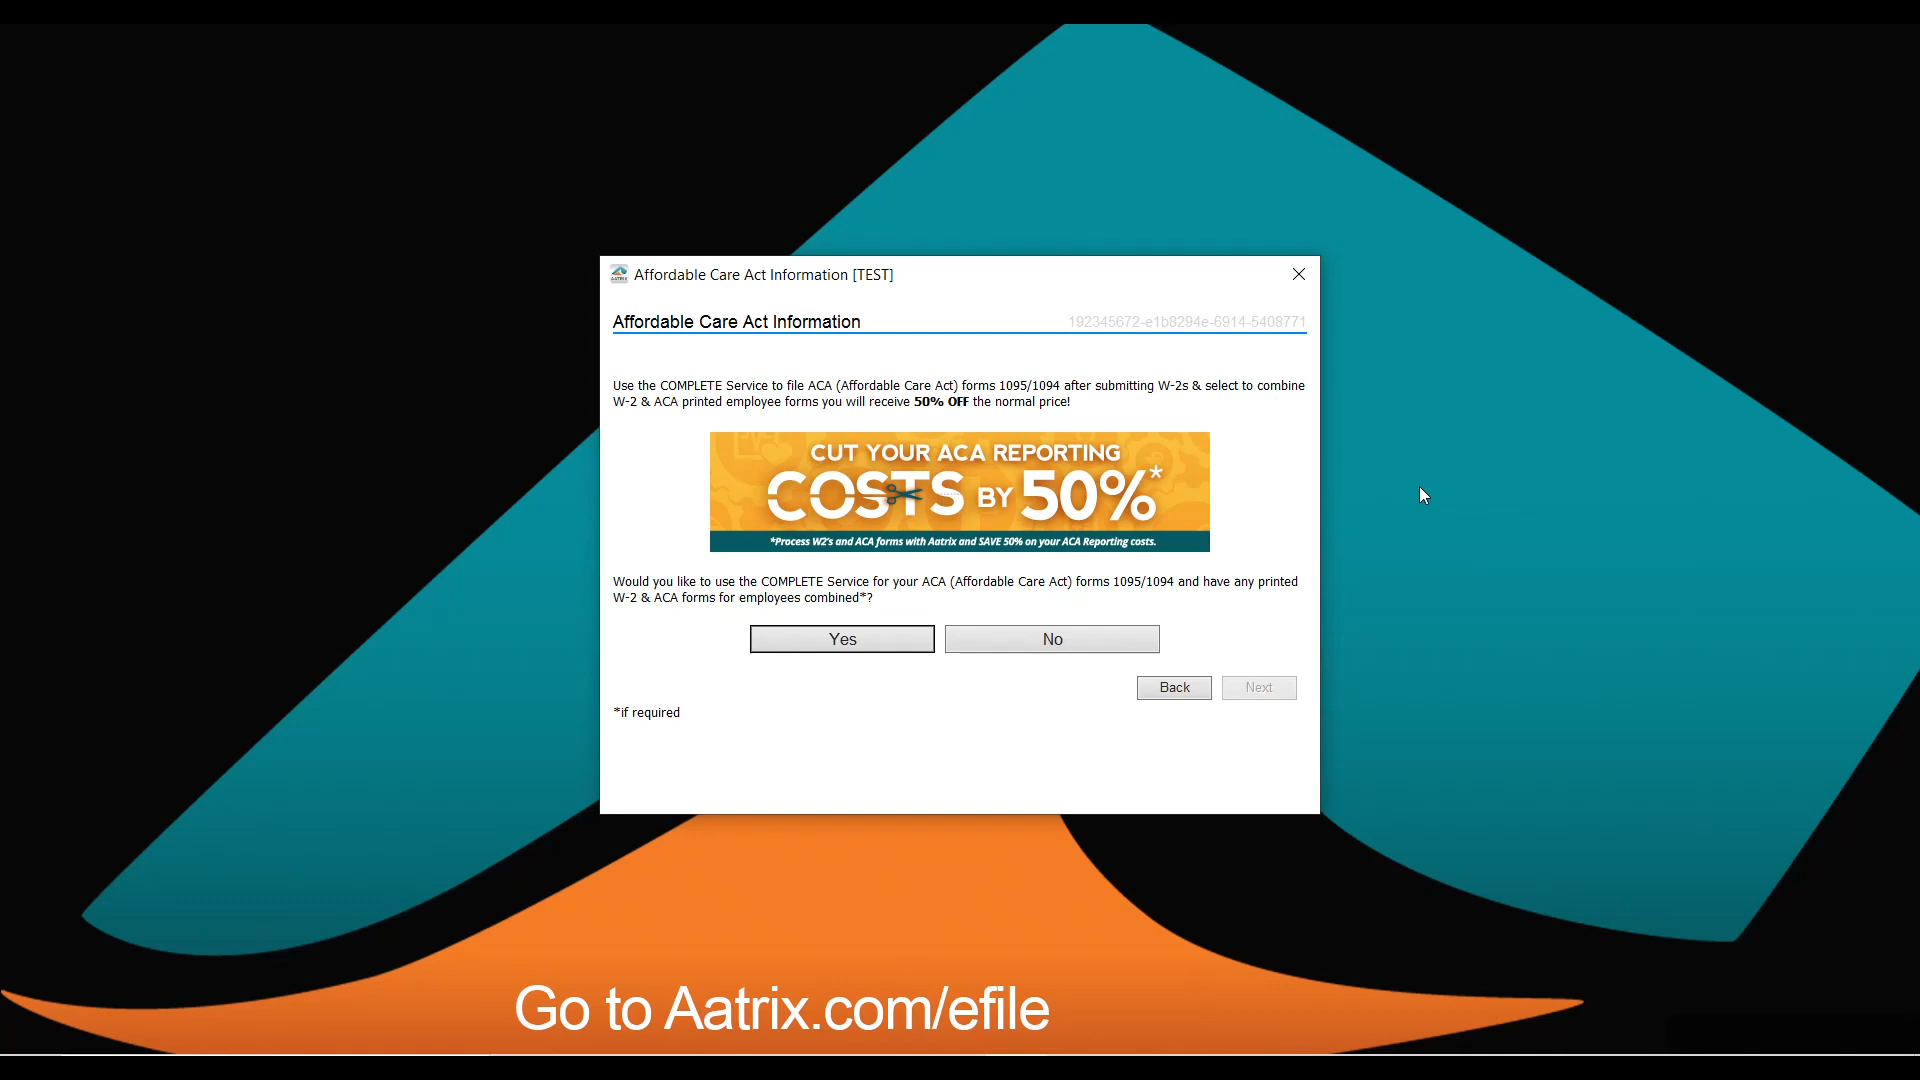 Affordable Care Act Information [TEST]
Affordable Care Act Information
192345672-e1b8294e-6914-5408771
Use the COMPLETE Service to file ACA (Affordable Care Act) forms 1095/1094 after submitting W-2s & select to combine
W-2 & ACA printed employee forms you will receive 50% OFF the normal price!
CUT YOUR ACA REPORTING
COSTS BY 50%*
*Process W2's and ACA forms with Aatrix and SAVE 50% on your ACA Reporting costs.
Would you like to use the COMPLETE Service for your ACA (Affordable Care Act) forms 1095/1094 and have any printed
W-2 & ACA forms for employees combined*?
Yes
No
Back
Next
*if required
Go to Aatrix.com/efile